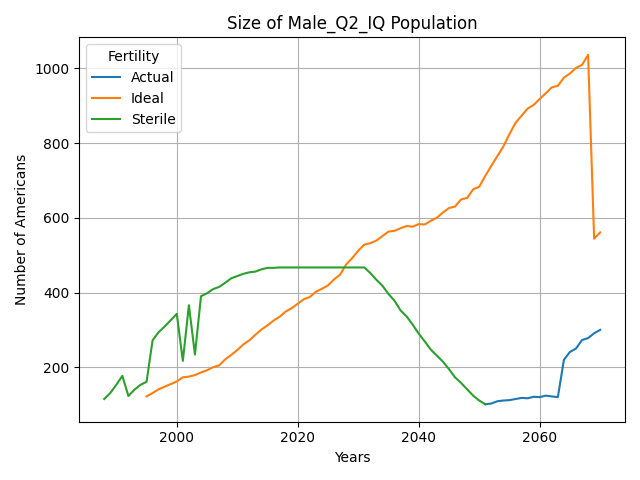 Size of Male_Q2_IQ Population
Fertility
Actual
Ideal
Sterile
Number of Americans
1000
800
600
400
200
2000
2020
2040
2060
Years